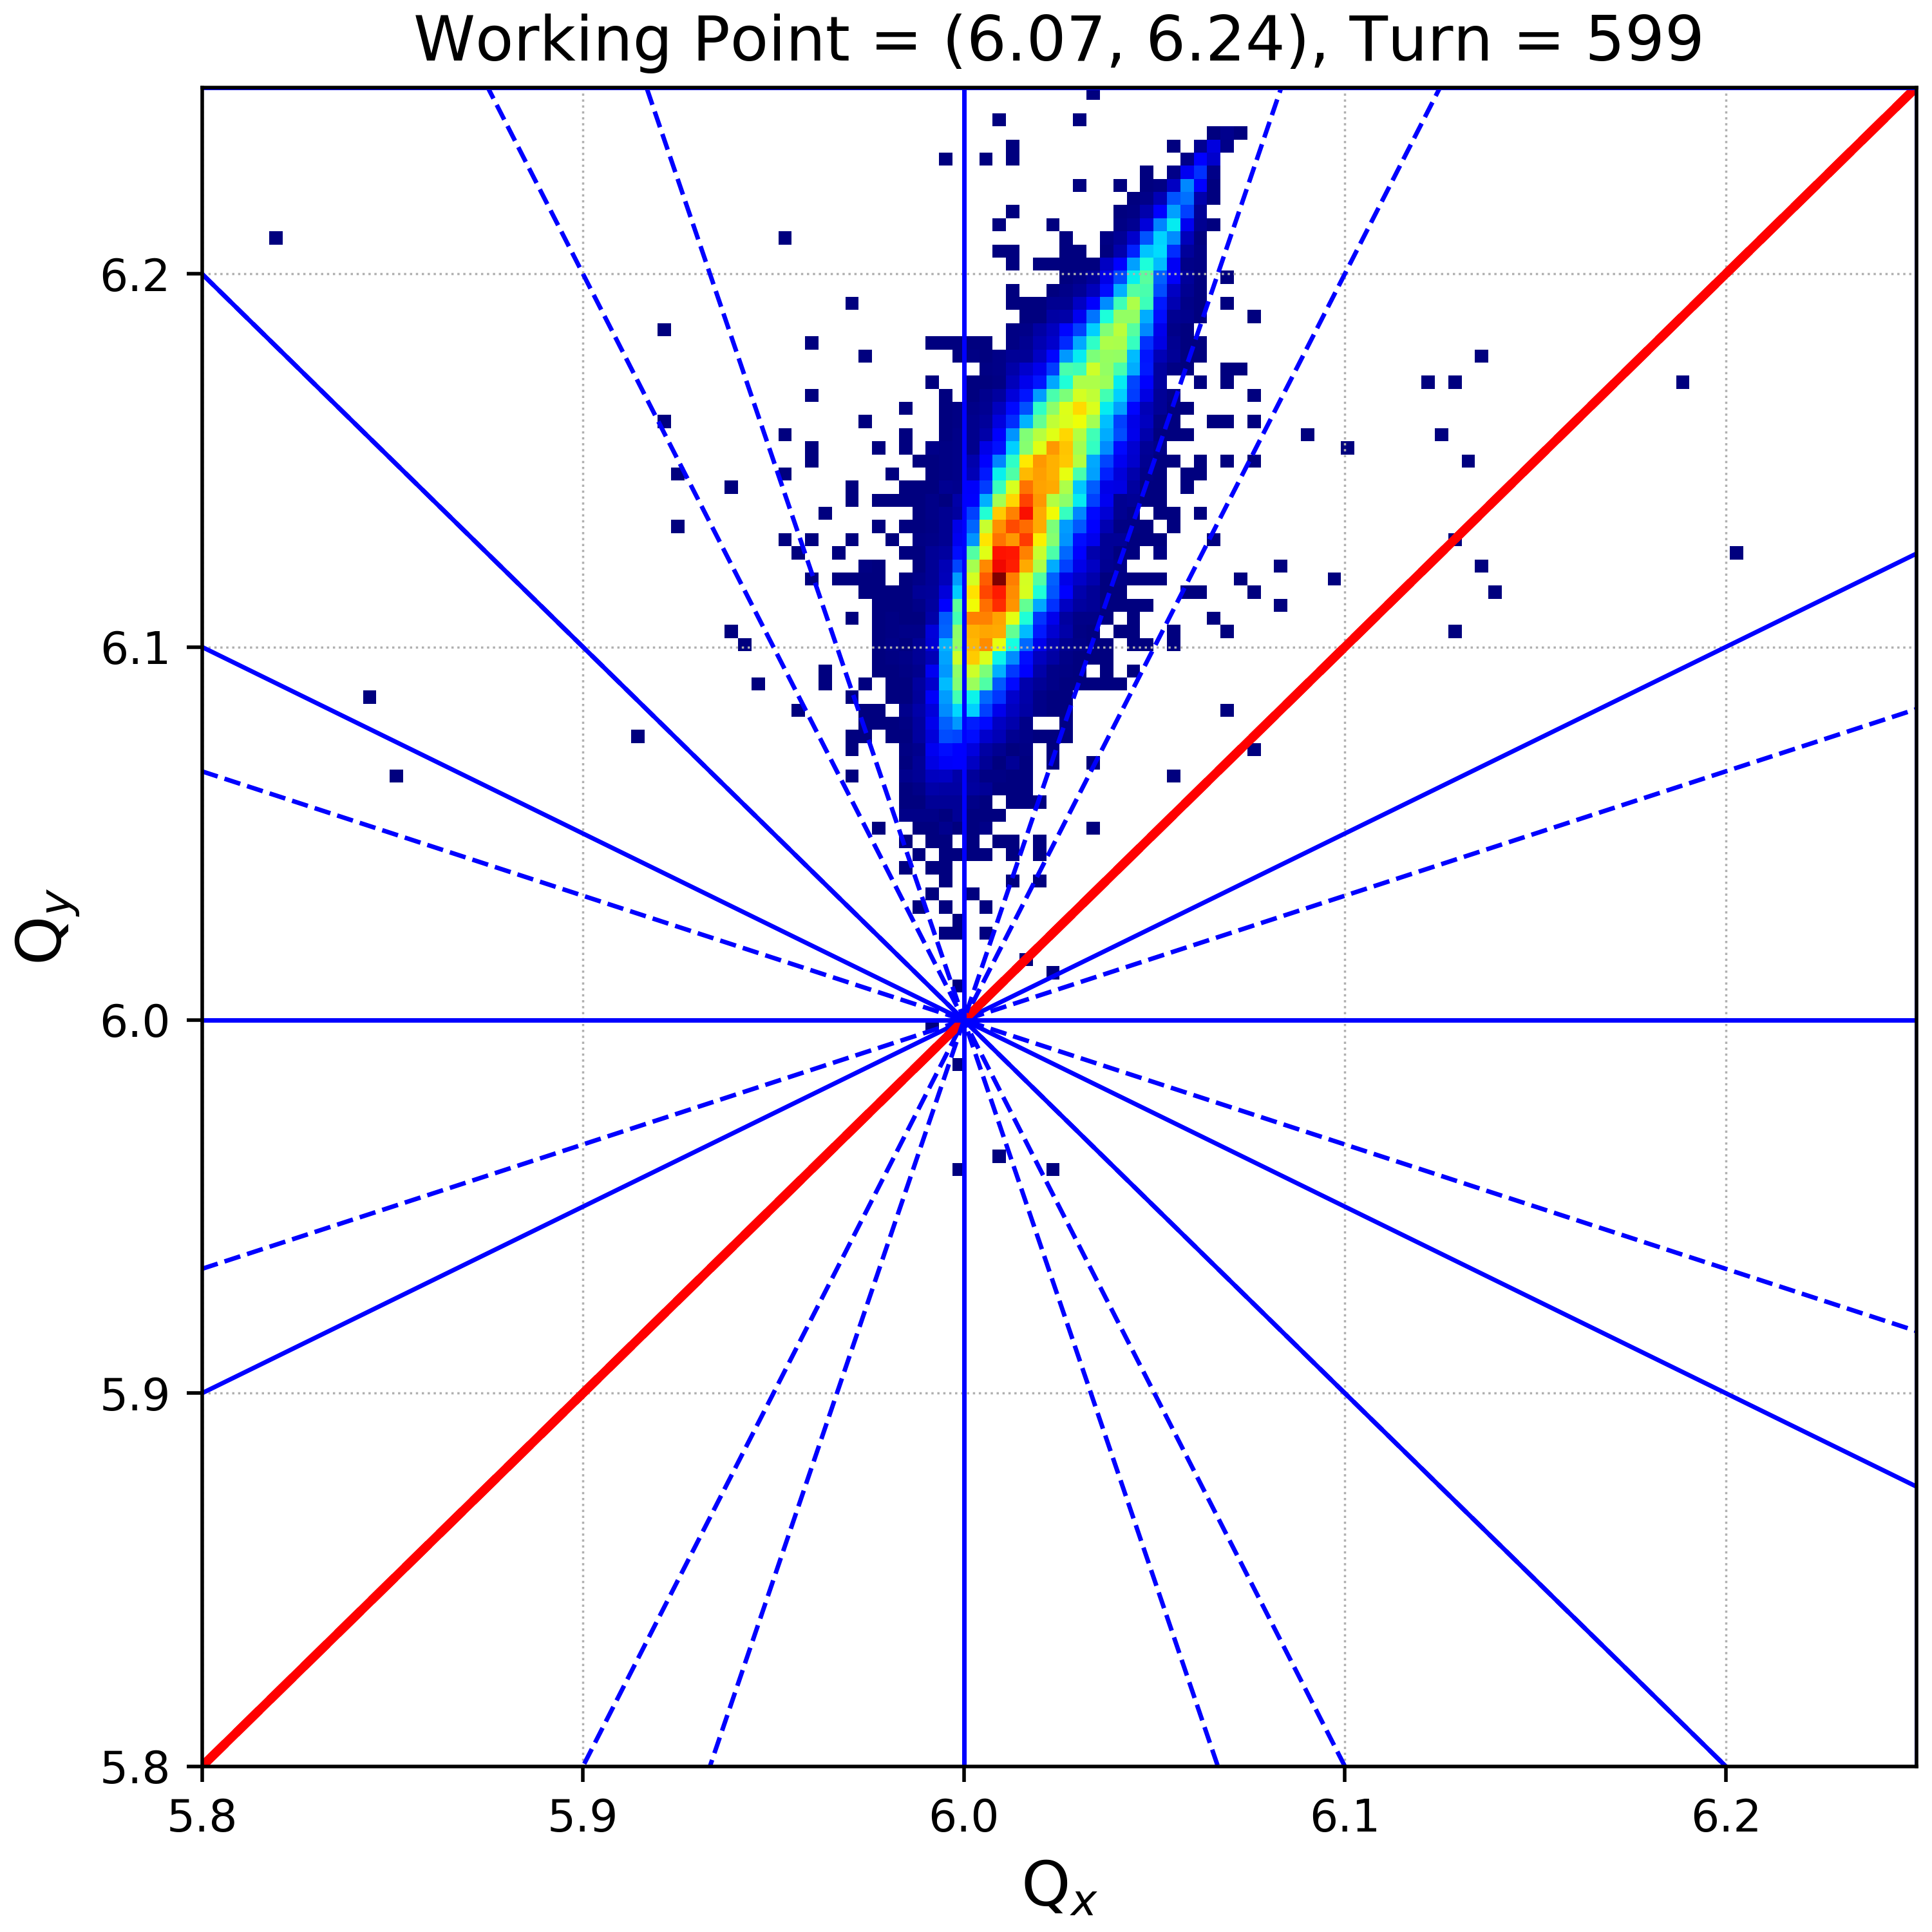 Working Point = (6.07, 6.24), Turn = 599
6.2
6.1
6.0
5.9
5.8
Qy
5.8 5.9 6.0 6.1 6.2
Qx